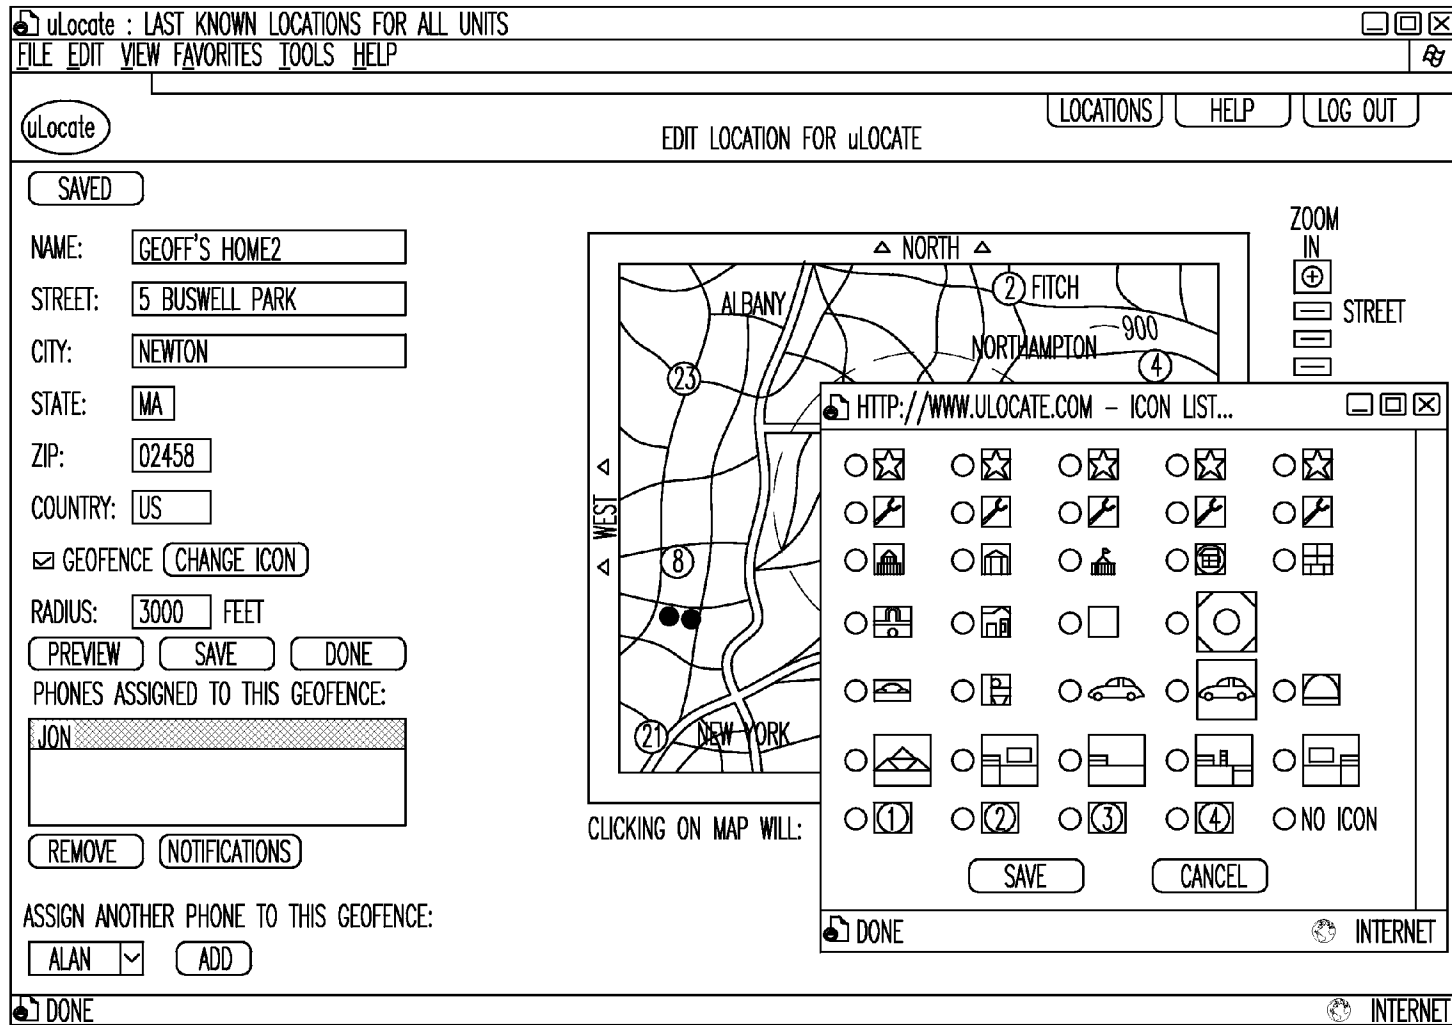 uLocate : LAST KNOWN LOCATIONS FOR ALL UNITS
FILE EDIT VIEW FAVORITES TOOLS HELP
uLocate
EDIT LOCATION FOR uLOCATE
LOCATIONS
HELP
LOG OUT
SAVED
NAME: GEOFF'S HOME2
STREET: 5 BUSWELL PARK
CITY: NEWTON
STATE: MA
ZIP: 02458
COUNTRY: US
GEOFENCE CHANGE ICON
RADIUS: 3000 FEET
PREVIEW SAVE DONE
PHONES ASSIGNED TO THIS GEOFENCE:
JON
REMOVE NOTIFICATIONS
ASSIGN ANOTHER PHONE TO THIS GEOFENCE:
ALAN ADD
NORTH
WEST
ALBANY
2 FITCH
900
NORTHAMPTON
4
23
8
21 NEW YORK
CLICKING ON MAP WILL:
ZOOM
IN
STREET
HTTP://WWW.ULOCATE.COM – ICON LIST...
1 2 3 4 NO ICON
SAVE CANCEL
DONE INTERNET
DONE INTERNET